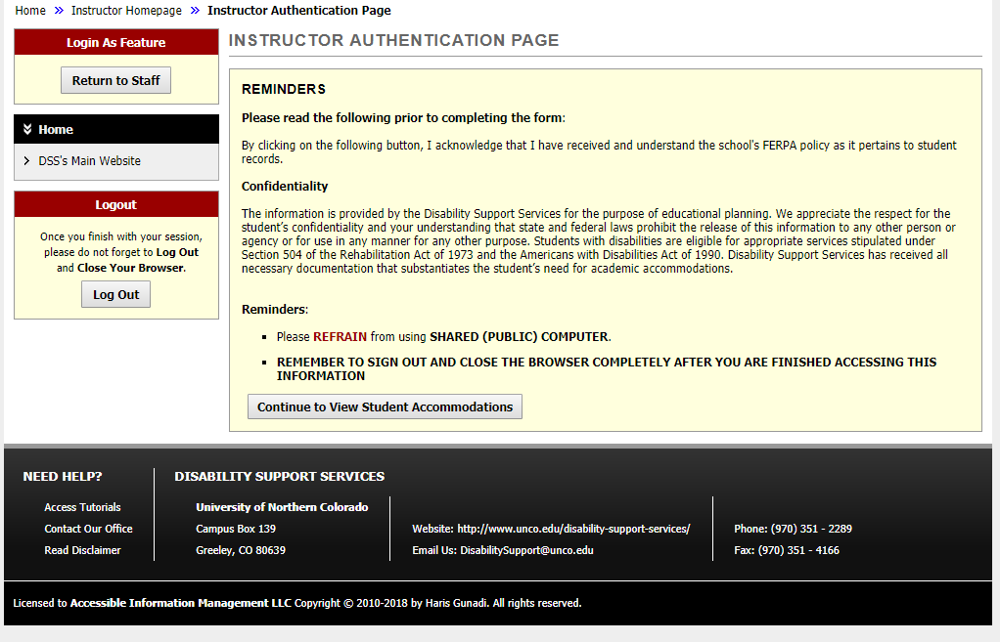 Home » Instructor Homepage » Instructor Authentication Page
Login As Feature
Return to Staff
Home
DSS's Main Website
Logout
Once you finish with your session,
please do not forget to Log Out
and Close Your Browser.
Log Out
INSTRUCTOR AUTHENTICATION PAGE
REMINDERS
Please read the following prior to completing the form:
By clicking on the following button, I acknowledge that I have received and understand the school's FERPA policy as it pertains to student
records.
Confidentiality
The information is provided by the Disability Support Services for the purpose of educational planning. We appreciate the respect for the
student’s confidentiality and your understanding that state and federal laws prohibit the release of this information to any other person or
agency or for use in any manner for any other purpose. Students with disabilities are eligible for appropriate services stipulated under
Section 504 of the Rehabilitation Act of 1973 and the Americans with Disabilities Act of 1990. Disability Support Services has received all
necessary documentation that substantiates the student’s need for academic accommodations.
Reminders:
Please REFRAIN from using SHARED (PUBLIC) COMPUTER.
REMEMBER TO SIGN OUT AND CLOSE THE BROWSER COMPLETELY AFTER YOU ARE FINISHED ACCESSING THIS
INFORMATION
Continue to View Student Accommodations
NEED HELP?
Access Tutorials
Contact Our Office
Read Disclaimer
DISABILITY SUPPORT SERVICES
University of Northern Colorado
Campus Box 139
Greeley, CO 80639
Website: http://www.unco.edu/disability-support-services/
Email Us: DisabilitySupport@unco.edu
Phone: (970) 351 - 2289
Fax: (970) 351 - 4166
Licensed to Accessible Information Management LLC Copyright © 2010-2018 by Haris Gunadi. All rights reserved.